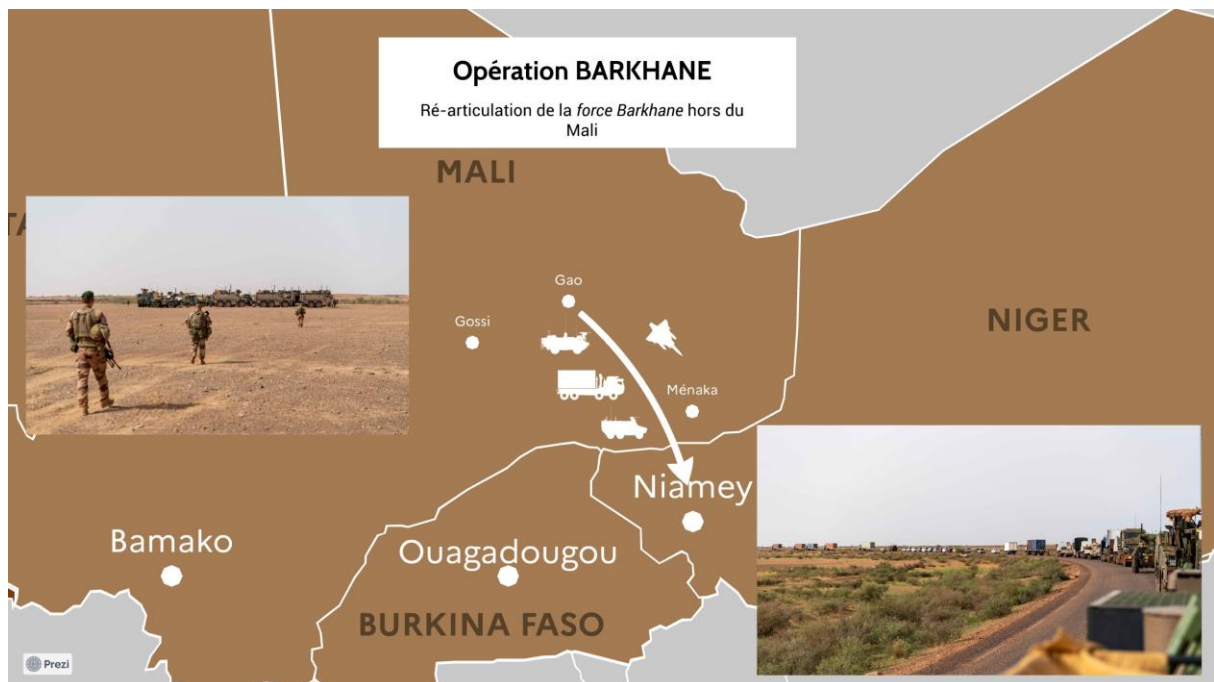 Opération BARKHANE
Ré-articulation de la force Barkhane hors du
Mali
MALI
TA
Gao
Gossi
NIGER
Ménaka
Niamey
Bamako
Ouagadougou
BURKINA FASO
Prezi